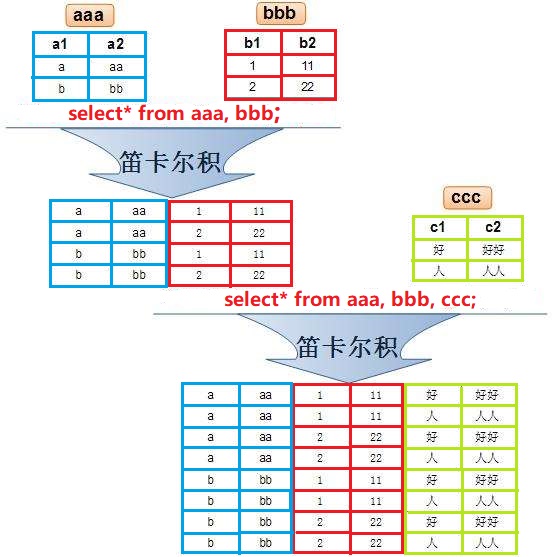 aaa bbb
a1 a2 b1 b2
a aa 1 11
b bb 2 22
select* from aaa, bbb;
笛卡尔积
a aa 1 11
a aa 2 22
b bb 1 11
b bb 2 22
ccc
c1 c2
好 好好
人 人人
select* from aaa, bbb, ccc;
笛卡尔积
a aa 1 11 好 好好
a aa 1 11 人 人人
a aa 2 22 好 好好
a aa 2 22 人 人人
b bb 1 11 好 好好
b bb 1 11 人 人人
b bb 2 22 好 好好
b bb 2 22 人 人人